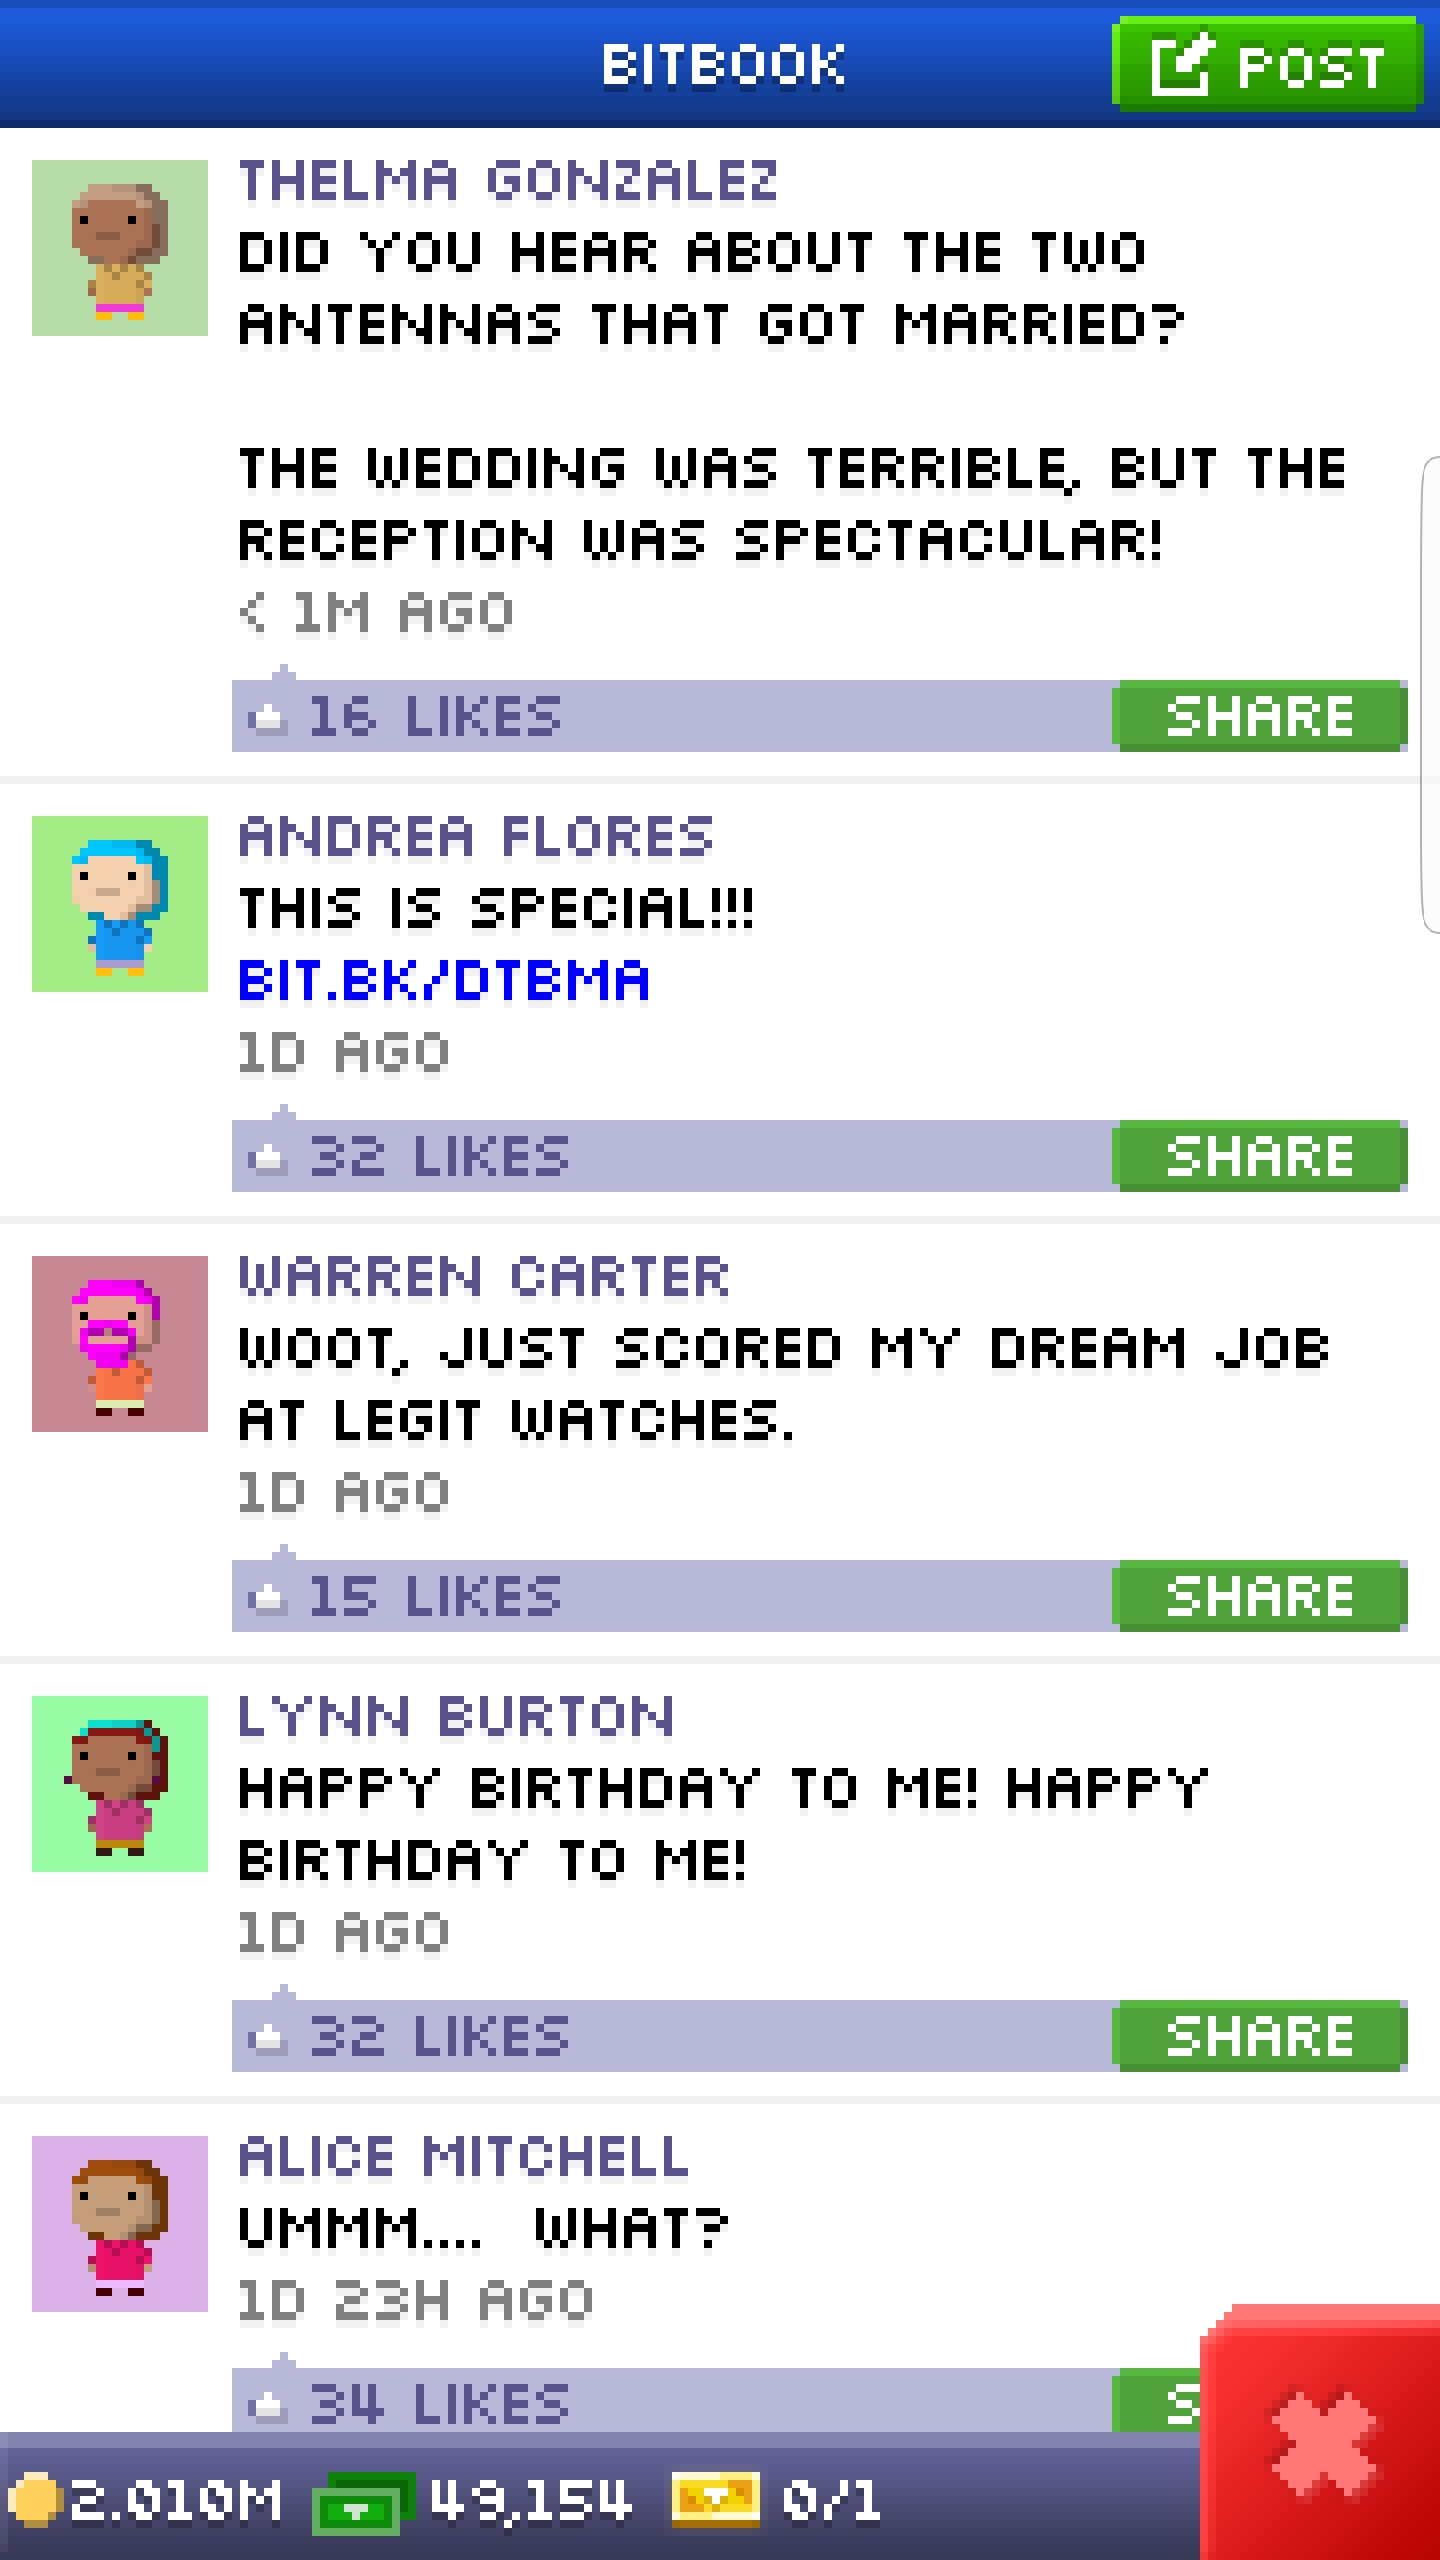 BITBOOK
POST
THELMA GONZALEZ
DID YOU HEAR ABOUT THE TWO
ANTENNAS THAT GOT MARRIED?
THE WEDDING WAS TERRIBLE, BUT THE
RECEPTION WAS SPECTACULAR!
< 1M AGO
16 LIKES
SHARE
ANDREA FLORES
THIS IS SPECIAL!!!
BIT.BK/DTBMA
1D AGO
32 LIKES
SHARE
WARREN CARTER
WOOT, JUST SCORED MY DREAM JOB
AT LEGIT WATCHES.
1D AGO
15 LIKES
SHARE
LYNN BURTON
HAPPY BIRTHDAY TO ME! HAPPY
BIRTHDAY TO ME!
1D AGO
32 LIKES
SHARE
ALICE MITCHELL
UMMM.... WHAT?
1D 23H AGO
34 LIKES
2.010M
49,154
0/1